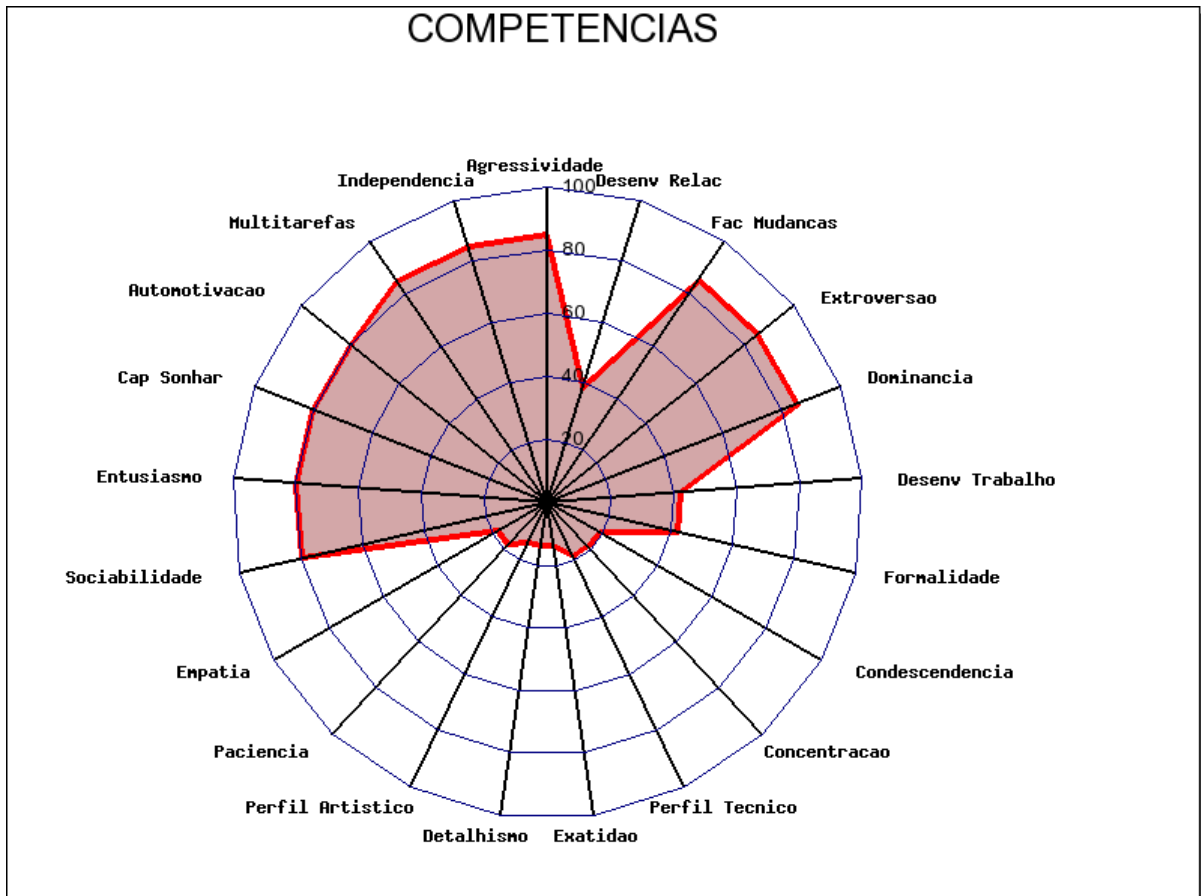 COMPETENCIAS
Agressividade
Desenv Relac
Fac Mudancas
Extroversao
Dominancia
Desenv Trabalho
Formalidade
Condescendencia
Concentracao
Perfil Tecnico
Exatidao
Detalhismo
Perfil Artistico
Paciencia
Empatia
Sociabilidade
Entusiasmo
Cap Sonhar
Automotivacao
Multitarefas
Independencia
100
80
60
40
20